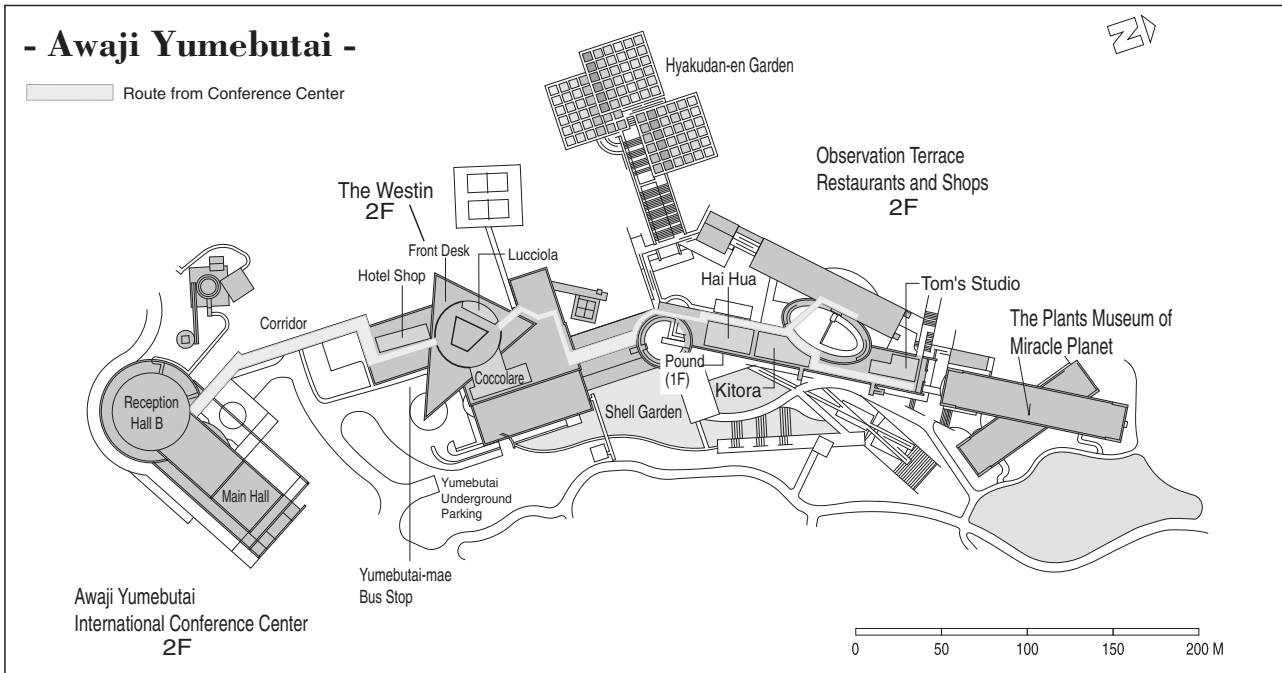 - Awaji Yumebutai -
Route from Conference Center
N
Hyakudan-en Garden
Observation Terrace
Restaurants and Shops
2F
The Westin
2F
Front Desk
Lucciola
Hotel Shop
Corridor
Hai Hua
Tom's Studio
The Plants Museum of
Miracle Planet
Pound
(1F)
Kitora
Coccolare
Shell Garden
Reception
Hall B
Main Hall
Yumebutai
Underground
Parking
Yumebutai-mae
Bus Stop
Awaji Yumebutai
International Conference Center
2F
0 50 100 150 200 M